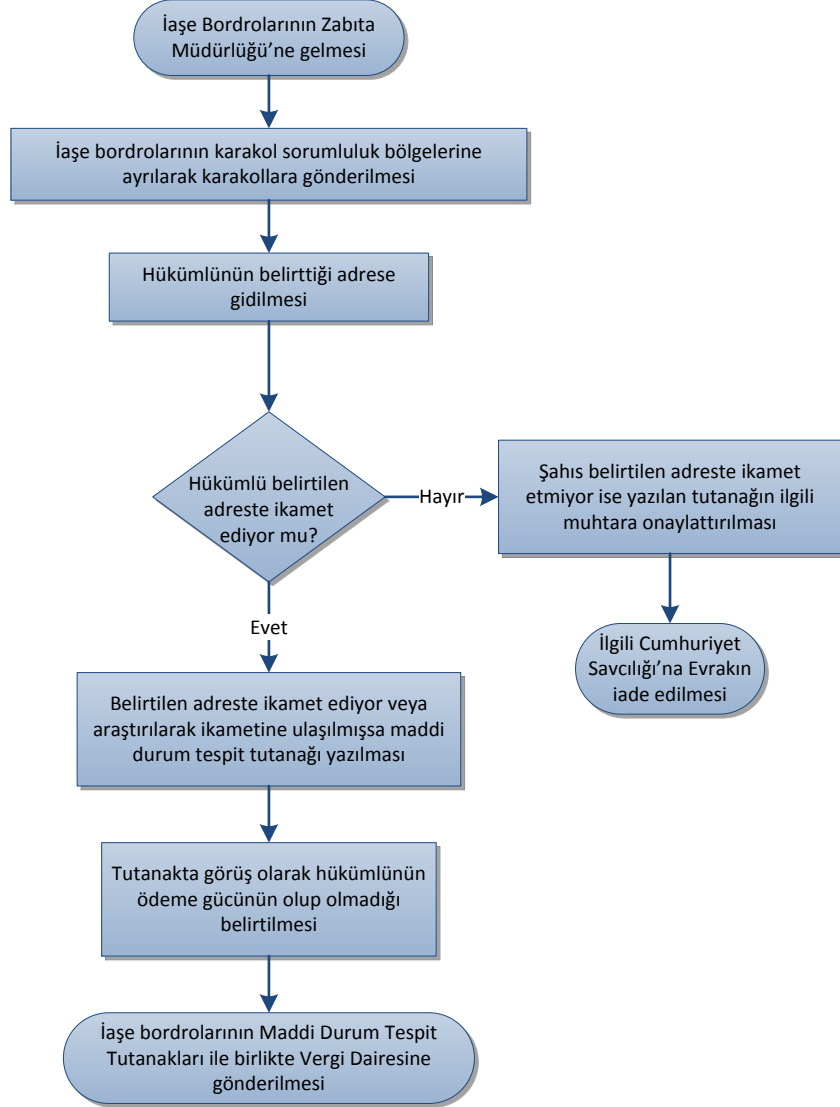 İaşe Bordrolarının Zabıta
Müdürlüğü’ne gelmesi
İaşe bordrolarının karakol sorumluluk bölgelerine
ayrılarak karakollara gönderilmesi
Hükümlünün belirttiği adrese
gidilmesi
Hükümlü belirtilen
adreste ikamet
ediyor mu?
Hayır
Şahıs belirtilen adreste ikamet
etmiyor ise yazılan tutanağın ilgili
muhtara onaylattırılması
Evet
İlgili Cumhuriyet
Savcılığı’na Evrakın
iade edilmesi
Belirtilen adreste ikamet ediyor veya
araştırılarak ikametine ulaşılmışsa maddi
durum tespit tutanağı yazılması
Tutanakta görüş olarak hükümlünün
ödeme gücünün olup olmadığı
belirtilmesi
İaşe bordrolarının Maddi Durum Tespit
Tutanakları ile birlikte Vergi Dairesine
gönderilmesi